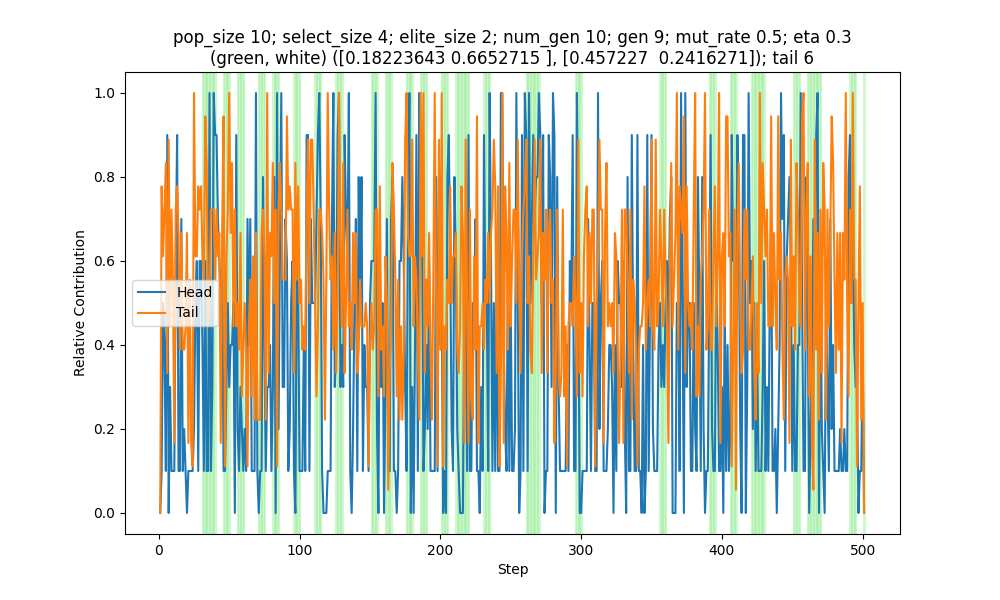 pop_size 10; select_size 4; elite_size 2; num_gen 10; gen 9; mut_rate 0.5; eta 0.3
(green, white) ([0.18223643 0.6652715 ], [0.457227  0.2416271]); tail 6
1.0
0.8
0.6
0.4
0.2
0.0
Relative Contribution
Head
Tail
0
100
200
300
400
500
Step